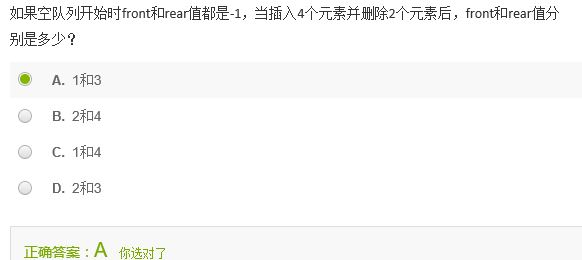 如果空队列开始时front和rear值都是-1，当插入4个元素并删除2个元素后，front和rear值分
别是多少？
A. 1和3
B. 2和4
C. 1和4
D. 2和3
正确答案：A 你选对了